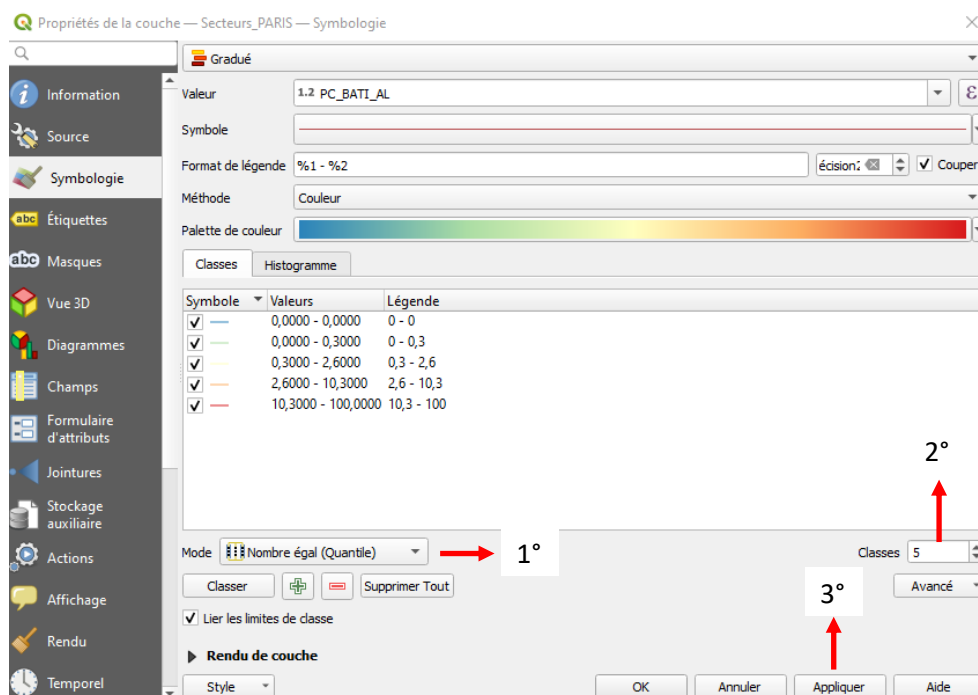 Propriétés de la couche — Secteurs_PARIS — Symbologie
Gradué
Information
Source
Symbologie
abc Étiquettes
abc Masques
Vue 3D
Diagrammes
Champs
Formulaire
d'attributs
Jointures
Stockage
auxiliaire
Actions
Affichage
Rendu
Temporel
Valeur 1.2 PC_BATI_AL ε
Symbole
Format de légende %1 - %2 écision: Couper
Méthode Couleur
Palette de couleur
Classes Histogramme
Symbole Valeurs Légende
0,0000 - 0,0000 0 - 0
0,0000 - 0,3000 0 - 0,3
0,3000 - 2,6000 0,3 - 2,6
2,6000 - 10,3000 2,6 - 10,3
10,3000 - 100,0000 10,3 - 100
2°
Mode Nombre égal (Quantile) 1° Classes 5
Classer Supprimer Tout 3° Avancé
Lier les limites de classe
Rendu de couche
Style OK Annuler Appliquer Aide